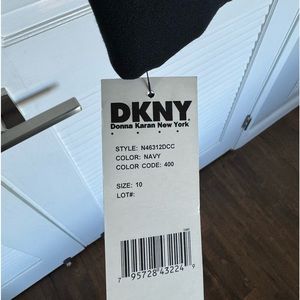 DKNY
Donna Karan New York
STYLE: N46312DCC
COLOR: NAVY
COLOR CODE: 400
SIZE: 10
LOT#:
7 95728 43224 9